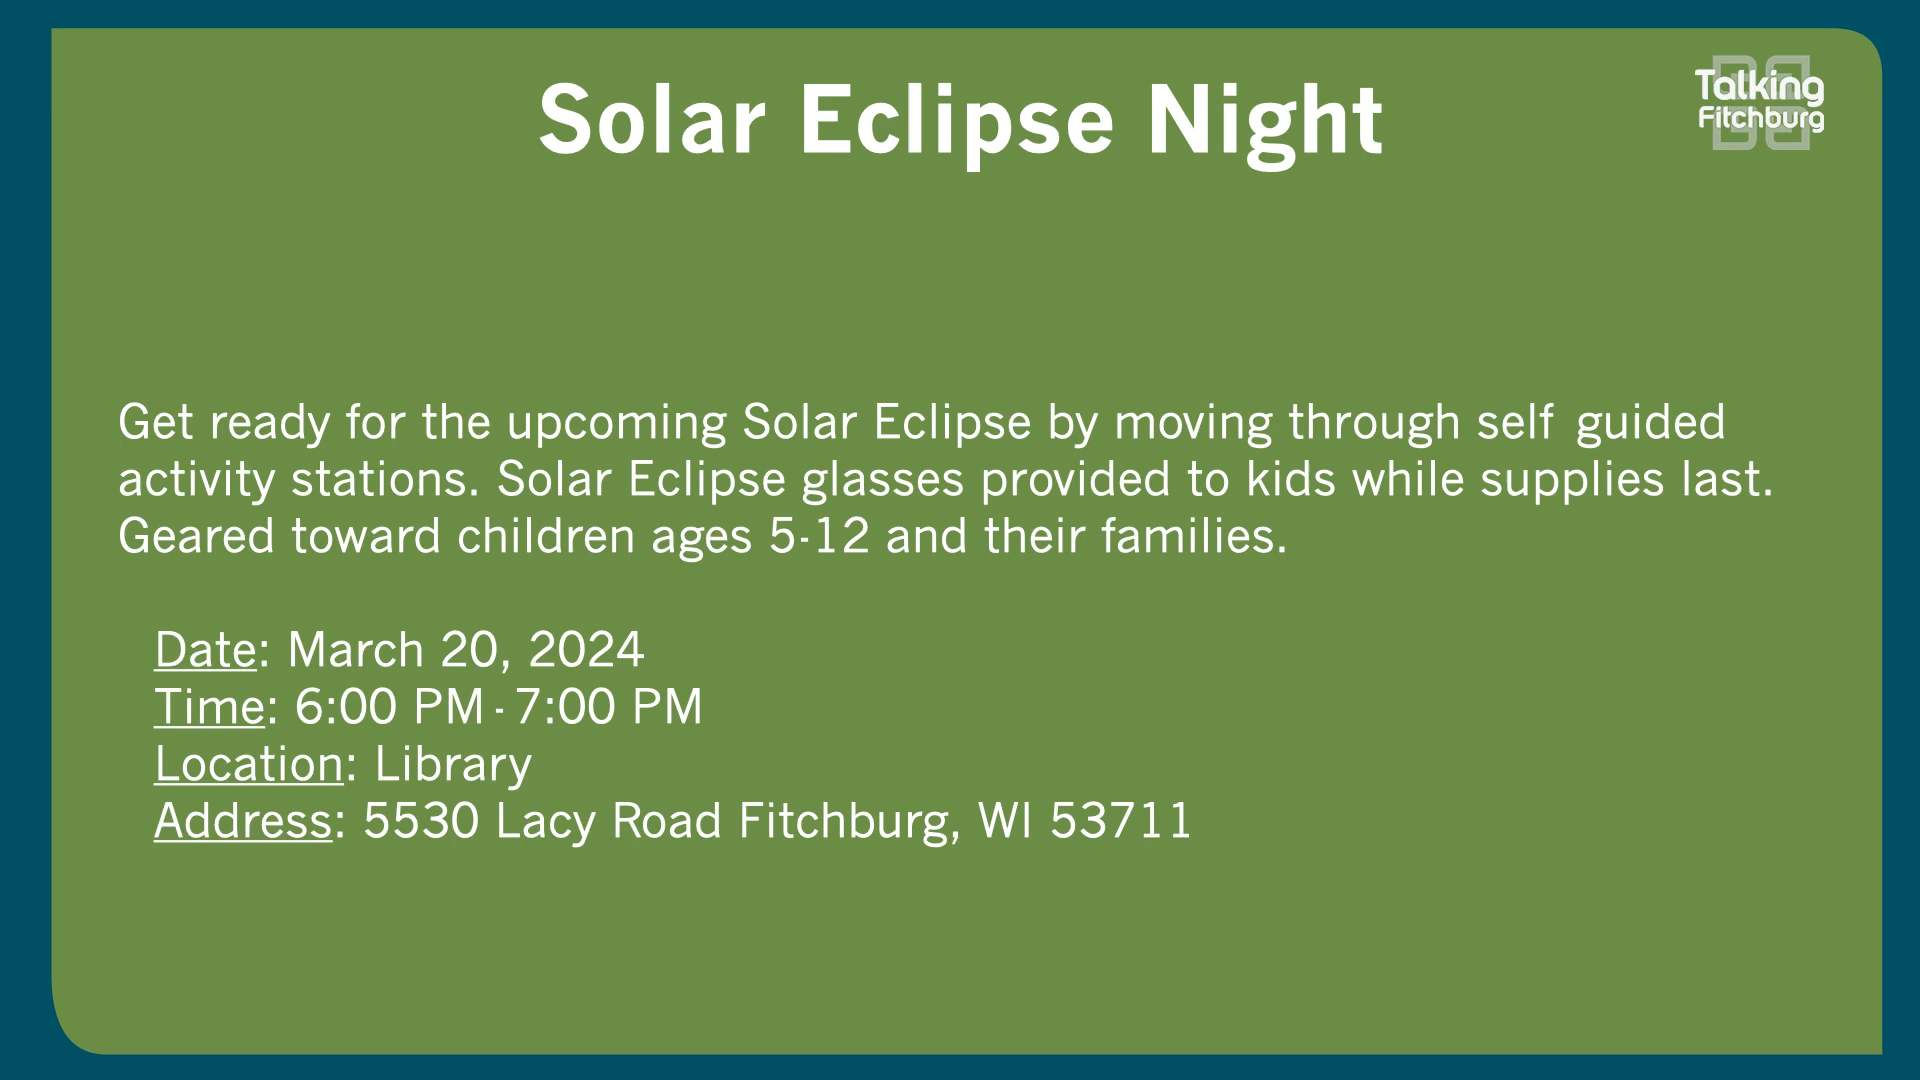 Solar Eclipse Night
Talking
Fitchburg
Get ready for the upcoming Solar Eclipse by moving through self guided
activity stations. Solar Eclipse glasses provided to kids while supplies last.
Geared toward children ages 5-12 and their families.
Date: March 20, 2024
Time: 6:00 PM - 7:00 PM
Location: Library
Address: 5530 Lacy Road Fitchburg, WI 53711